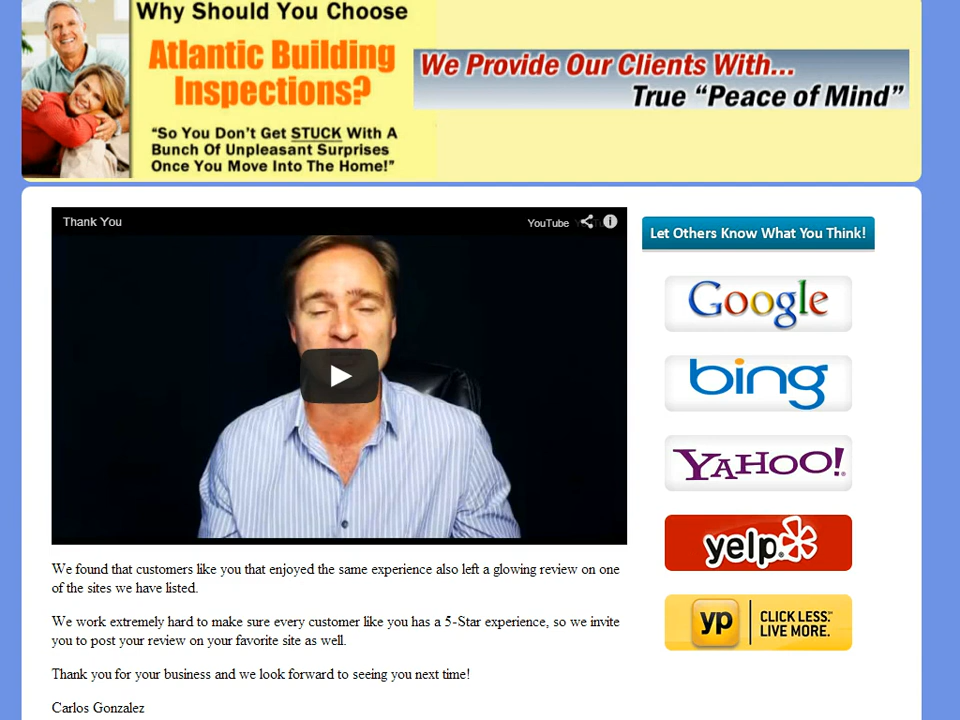 Why Should You Choose
Atlantic Building
Inspections?
“So You Don’t Get STUCK With A
Bunch Of Unpleasant Surprises
Once You Move Into The Home!”
We Provide Our Clients With...
True “Peace of Mind”
Thank You
YouTube
Let Others Know What You Think!
Google
bing
YAHOO!
yelp
yp
CLICK LESS.
LIVE MORE.
We found that customers like you that enjoyed the same experience also left a glowing review on one
of the sites we have listed.
We work extremely hard to make sure every customer like you has a 5-Star experience, so we invite
you to post your review on your favorite site as well.
Thank you for your business and we look forward to seeing you next time!
Carlos Gonzalez